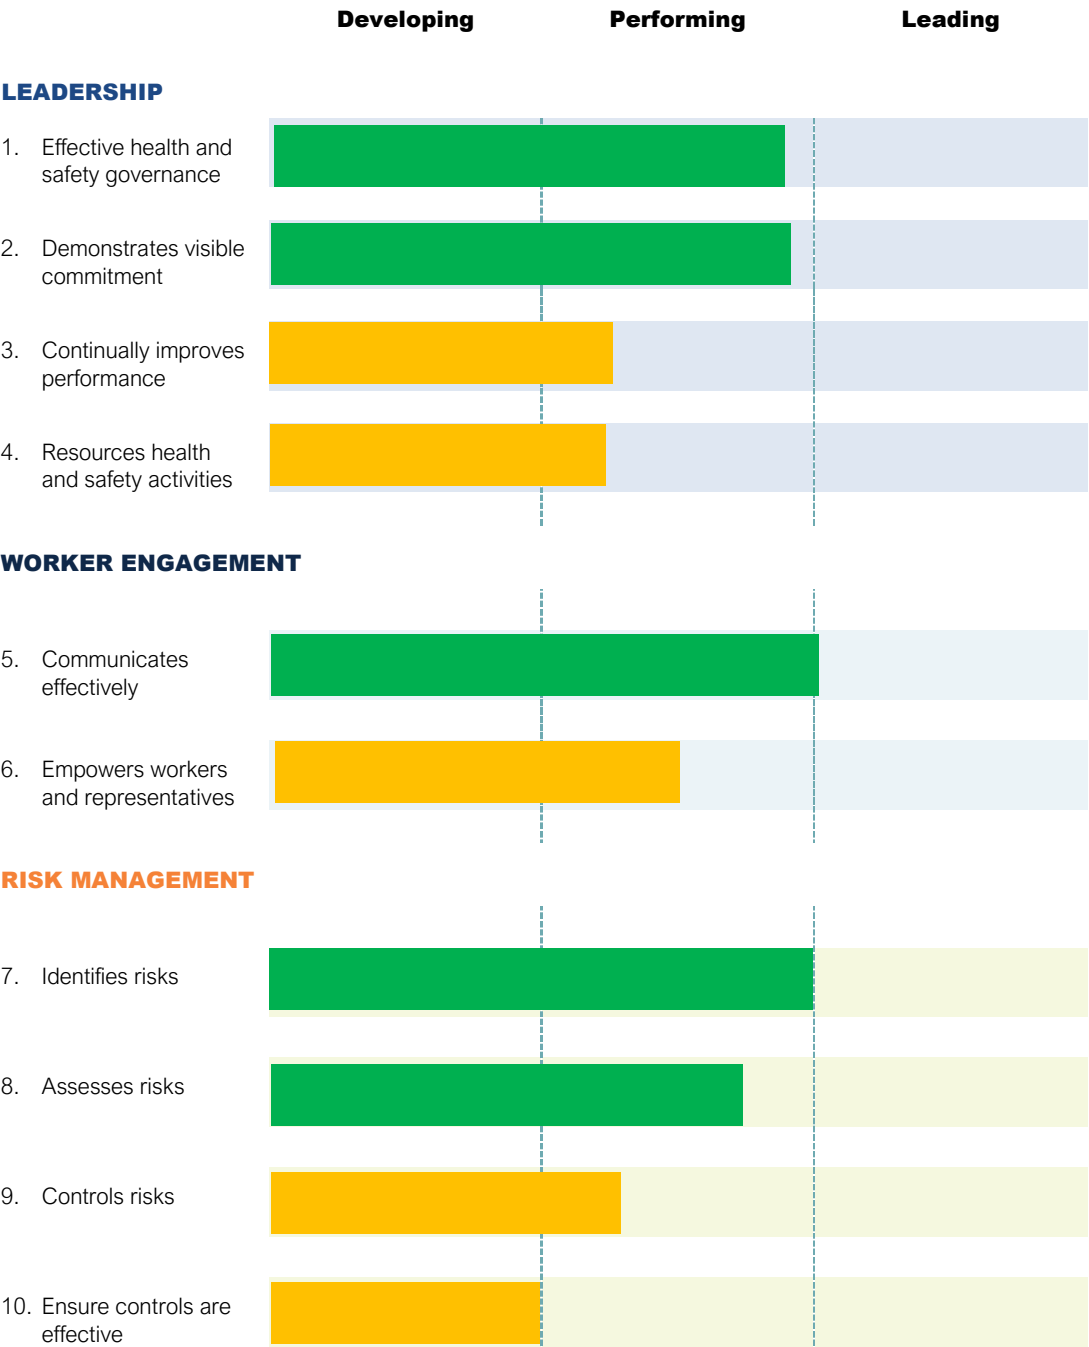 Developing Performing Leading
LEADERSHIP
1. Effective health and
safety governance
2. Demonstrates visible
commitment
3. Continually improves
performance
4. Resources health
and safety activities
WORKER ENGAGEMENT
5. Communicates
effectively
6. Empowers workers
and representatives
RISK MANAGEMENT
7. Identifies risks
8. Assesses risks
9. Controls risks
10. Ensure controls are
effective